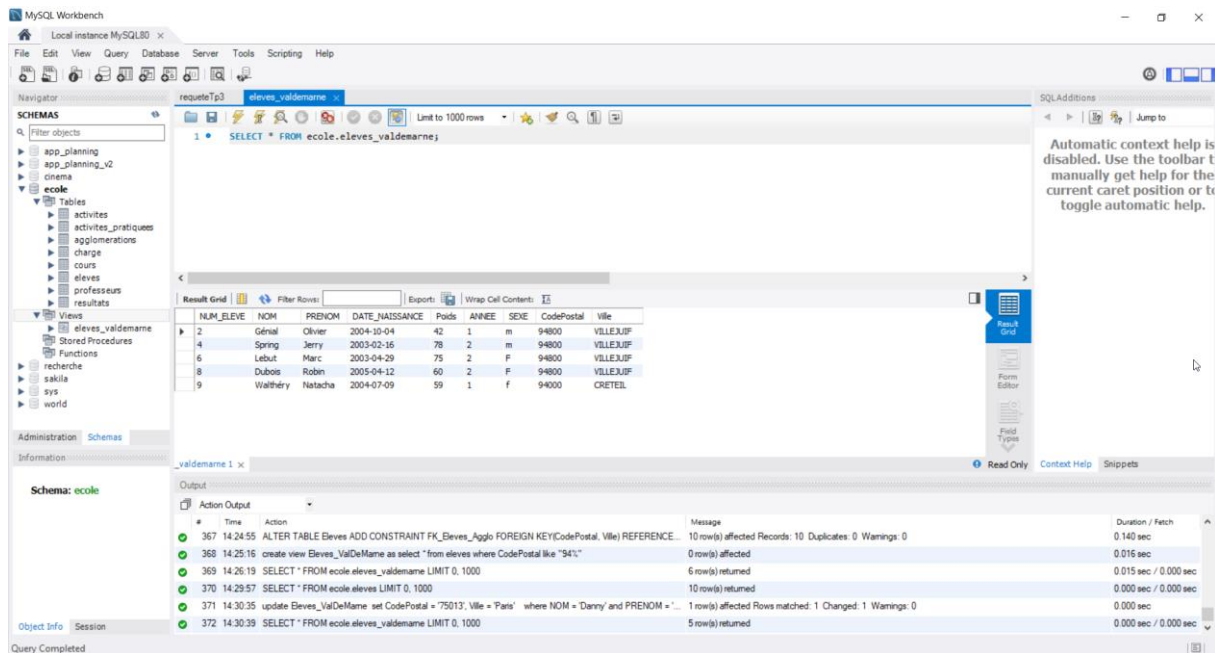 MySQL Workbench
Local instance MySQL80 ×
File Edit View Query Database Server Tools Scripting Help
Navigator
SCHEMAS
Filter objects
app_planning
app_planning_v2
cinema
ecole
Tables
activites
activites_pratiquees
agglomerations
charge
cours
eleves
professeurs
resultats
Views
eleves_valdemarne
Stored Procedures
Functions
recherche
sakila
sys
world
Administration Schemas
Information
Schema: ecole
Object Info Session
requeteTp3 eleves_valdemarne ×
Limit to 1000 rows
1 SELECT * FROM ecole.eleves_valdemarne;
Result Grid Filter Rows: Export: Wrap Cell Content:
NUM_ELEVE NOM PRENOM DATE_NAISSANCE Poids ANNEE SEXE CodePostal Ville
2 Génial Olivier 2004-10-04 42 1 m 94800 VILLEJUIF
4 Spring Jerry 2003-02-16 78 2 m 94800 VILLEJUIF
6 Lebut Marc 2003-04-29 75 2 F 94800 VILLEJUIF
8 Dubois Robin 2005-04-12 60 2 F 94800 VILLEJUIF
9 Walthéry Natacha 2004-07-09 59 1 f 94000 CRETEIL
Result Grid
Form Editor
Field Types
_valdemarne 1 × Read Only
SQLAdditions
Jump to
Automatic context help is
disabled. Use the toolbar t
manually get help for the
current caret position or to
toggle automatic help.
Context Help Snippets
Output
Action Output
# Time Action Message Duration / Fetch
367 14:24:55 ALTER TABLE Eleves ADD CONSTRAINT FK_Eleves_Agglo FOREIGN KEY(CodePostal, Ville) REFERENCE... 10 row(s) affected Records: 10 Duplicates: 0 Warnings: 0 0.140 sec
368 14:25:16 create view Eleves_ValDeMarne as select * from eleves where CodePostal like "94%" 0 row(s) affected 0.016 sec
369 14:26:19 SELECT * FROM ecole.eleves_valdemarne LIMIT 0, 1000 6 row(s) returned 0.015 sec / 0.000 sec
370 14:29:57 SELECT * FROM ecole.eleves LIMIT 0, 1000 10 row(s) returned 0.000 sec / 0.000 sec
371 14:30:35 update Eleves_ValDeMarne set CodePostal = '75013', Ville = 'Paris' where NOM = 'Danny' and PRENOM = '... 1 row(s) affected Rows matched: 1 Changed: 1 Warnings: 0 0.000 sec
372 14:30:39 SELECT * FROM ecole.eleves_valdemarne LIMIT 0, 1000 5 row(s) returned 0.000 sec / 0.000 sec
Query Completed